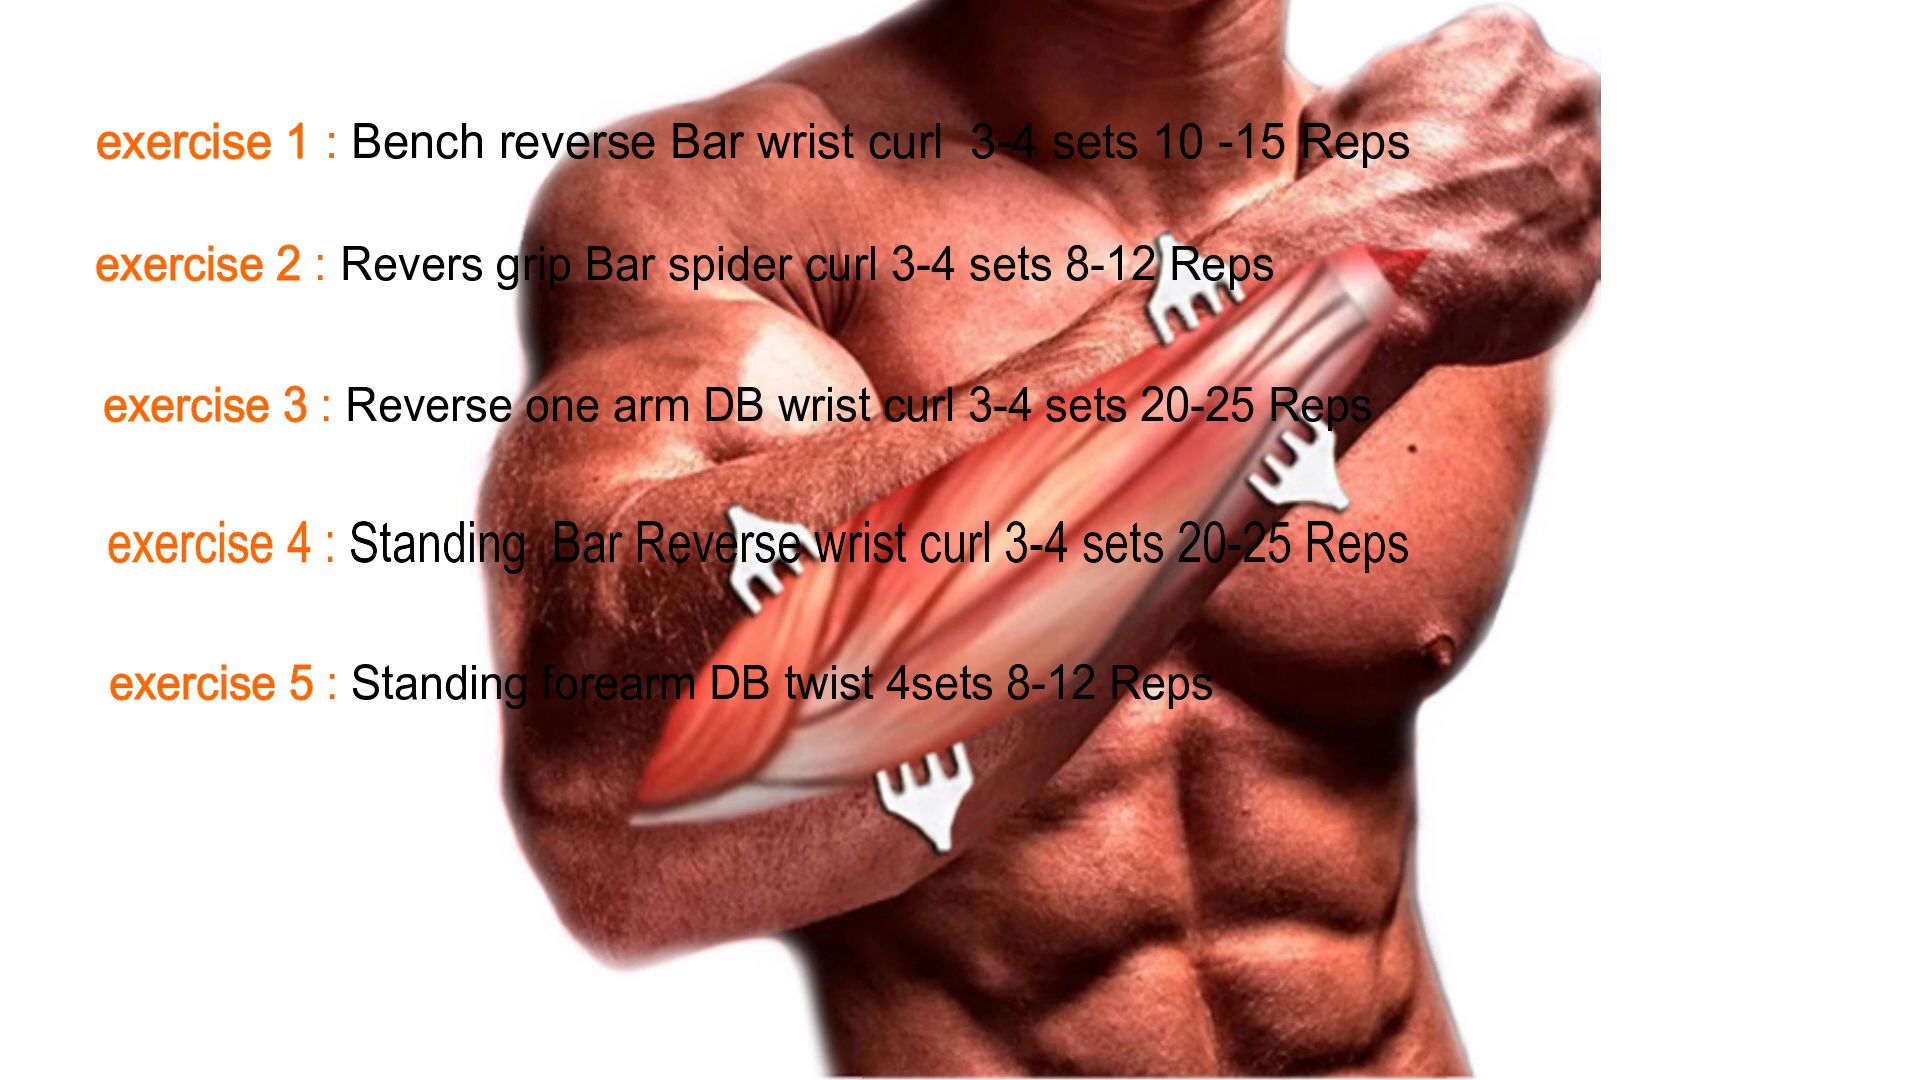 exercise 1 : Bench reverse Bar wrist curl 3-4 sets 10 -15 Reps
exercise 2 : Revers grip Bar spider curl 3-4 sets 8-12 Reps
exercise 3 : Reverse one arm DB wrist curl 3-4 sets 20-25 Reps
exercise 4 : Standing Bar Reverse wrist curl 3-4 sets 20-25 Reps
exercise 5 : Standing forearm DB twist 4sets 8-12 Reps